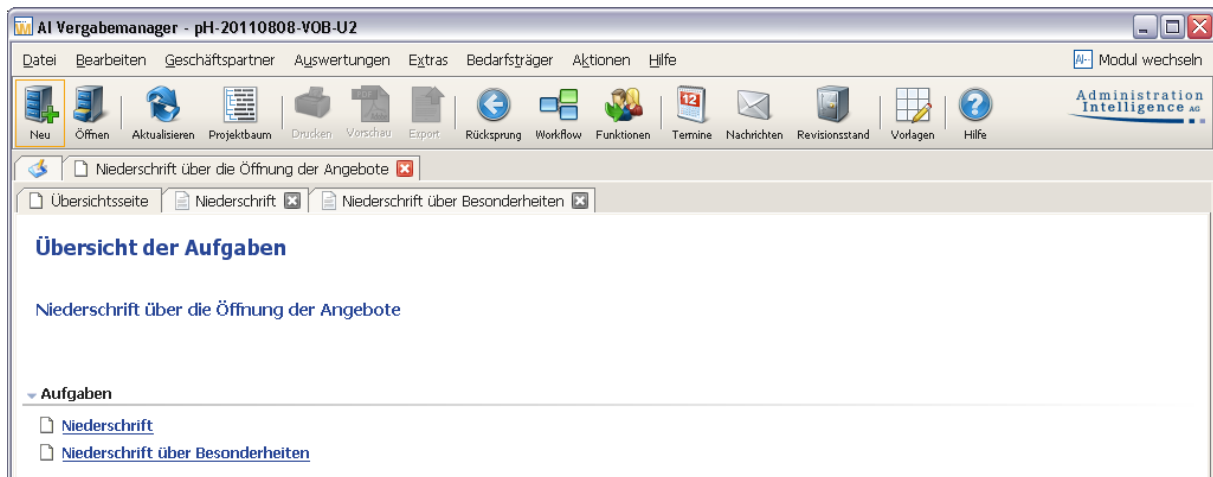 AI Vergabemanager - pH-20110808-VOB-U2
Datei Bearbeiten Geschäftspartner Auswertungen Extras Bedarfsträger Aktionen Hilfe AI Modul wechseln
Neu Öffnen Aktualisieren Projektbaum Drucken Vorschau Export Rücksprung Workflow Funktionen Termine Nachrichten Revisionsstand Vorlagen Hilfe
Administration
Intelligence AG
Niederschrift über die Öffnung der Angebote
Übersichtsseite Niederschrift Niederschrift über Besonderheiten
Übersicht der Aufgaben
Niederschrift über die Öffnung der Angebote
Aufgaben
Niederschrift
Niederschrift über Besonderheiten